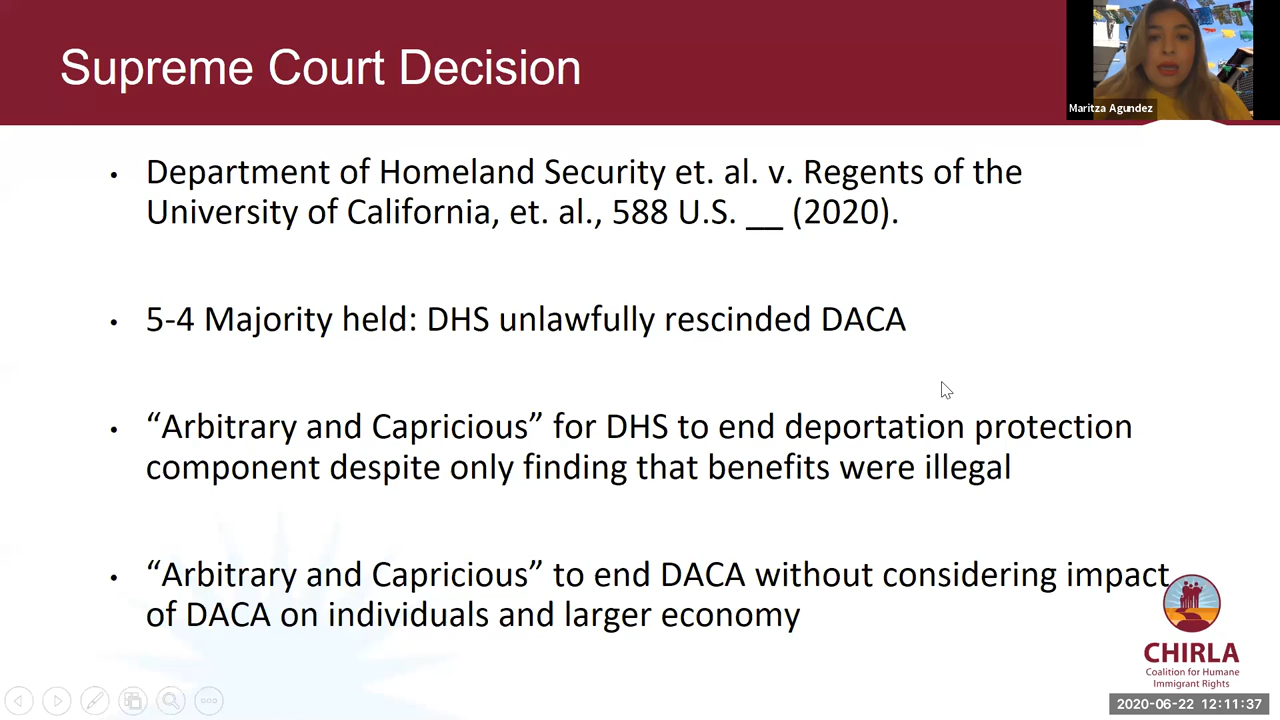 Supreme Court Decision
Maritza Agundez
• Department of Homeland Security et. al. v. Regents of the
University of California, et. al., 588 U.S. __ (2020).
• 5-4 Majority held: DHS unlawfully rescinded DACA
• “Arbitrary and Capricious” for DHS to end deportation protection
component despite only finding that benefits were illegal
• “Arbitrary and Capricious” to end DACA without considering impact
of DACA on individuals and larger economy
CHIRLA
Coalition for Humane
Immigrant Rights
2020-06-22 12:11:37